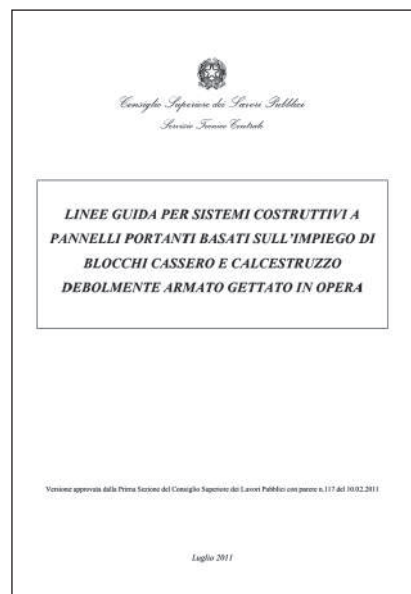 Consiglio Superiore dei Lavori Pubblici
Servizio Tecnico Centrale
LINEE GUIDA PER SISTEMI COSTRUTTIVI A
PANNELLI PORTANTI BASATI SULL'IMPIEGO DI
BLOCCHI CASSERO E CALCESTRUZZO
DEBOLMENTE ARMATO GETTATO IN OPERA
Versione approvata dalla Prima Sezione del Consiglio Superiore dei Lavori Pubblici con parere n.117 del 10.02.2011
Luglio 2011